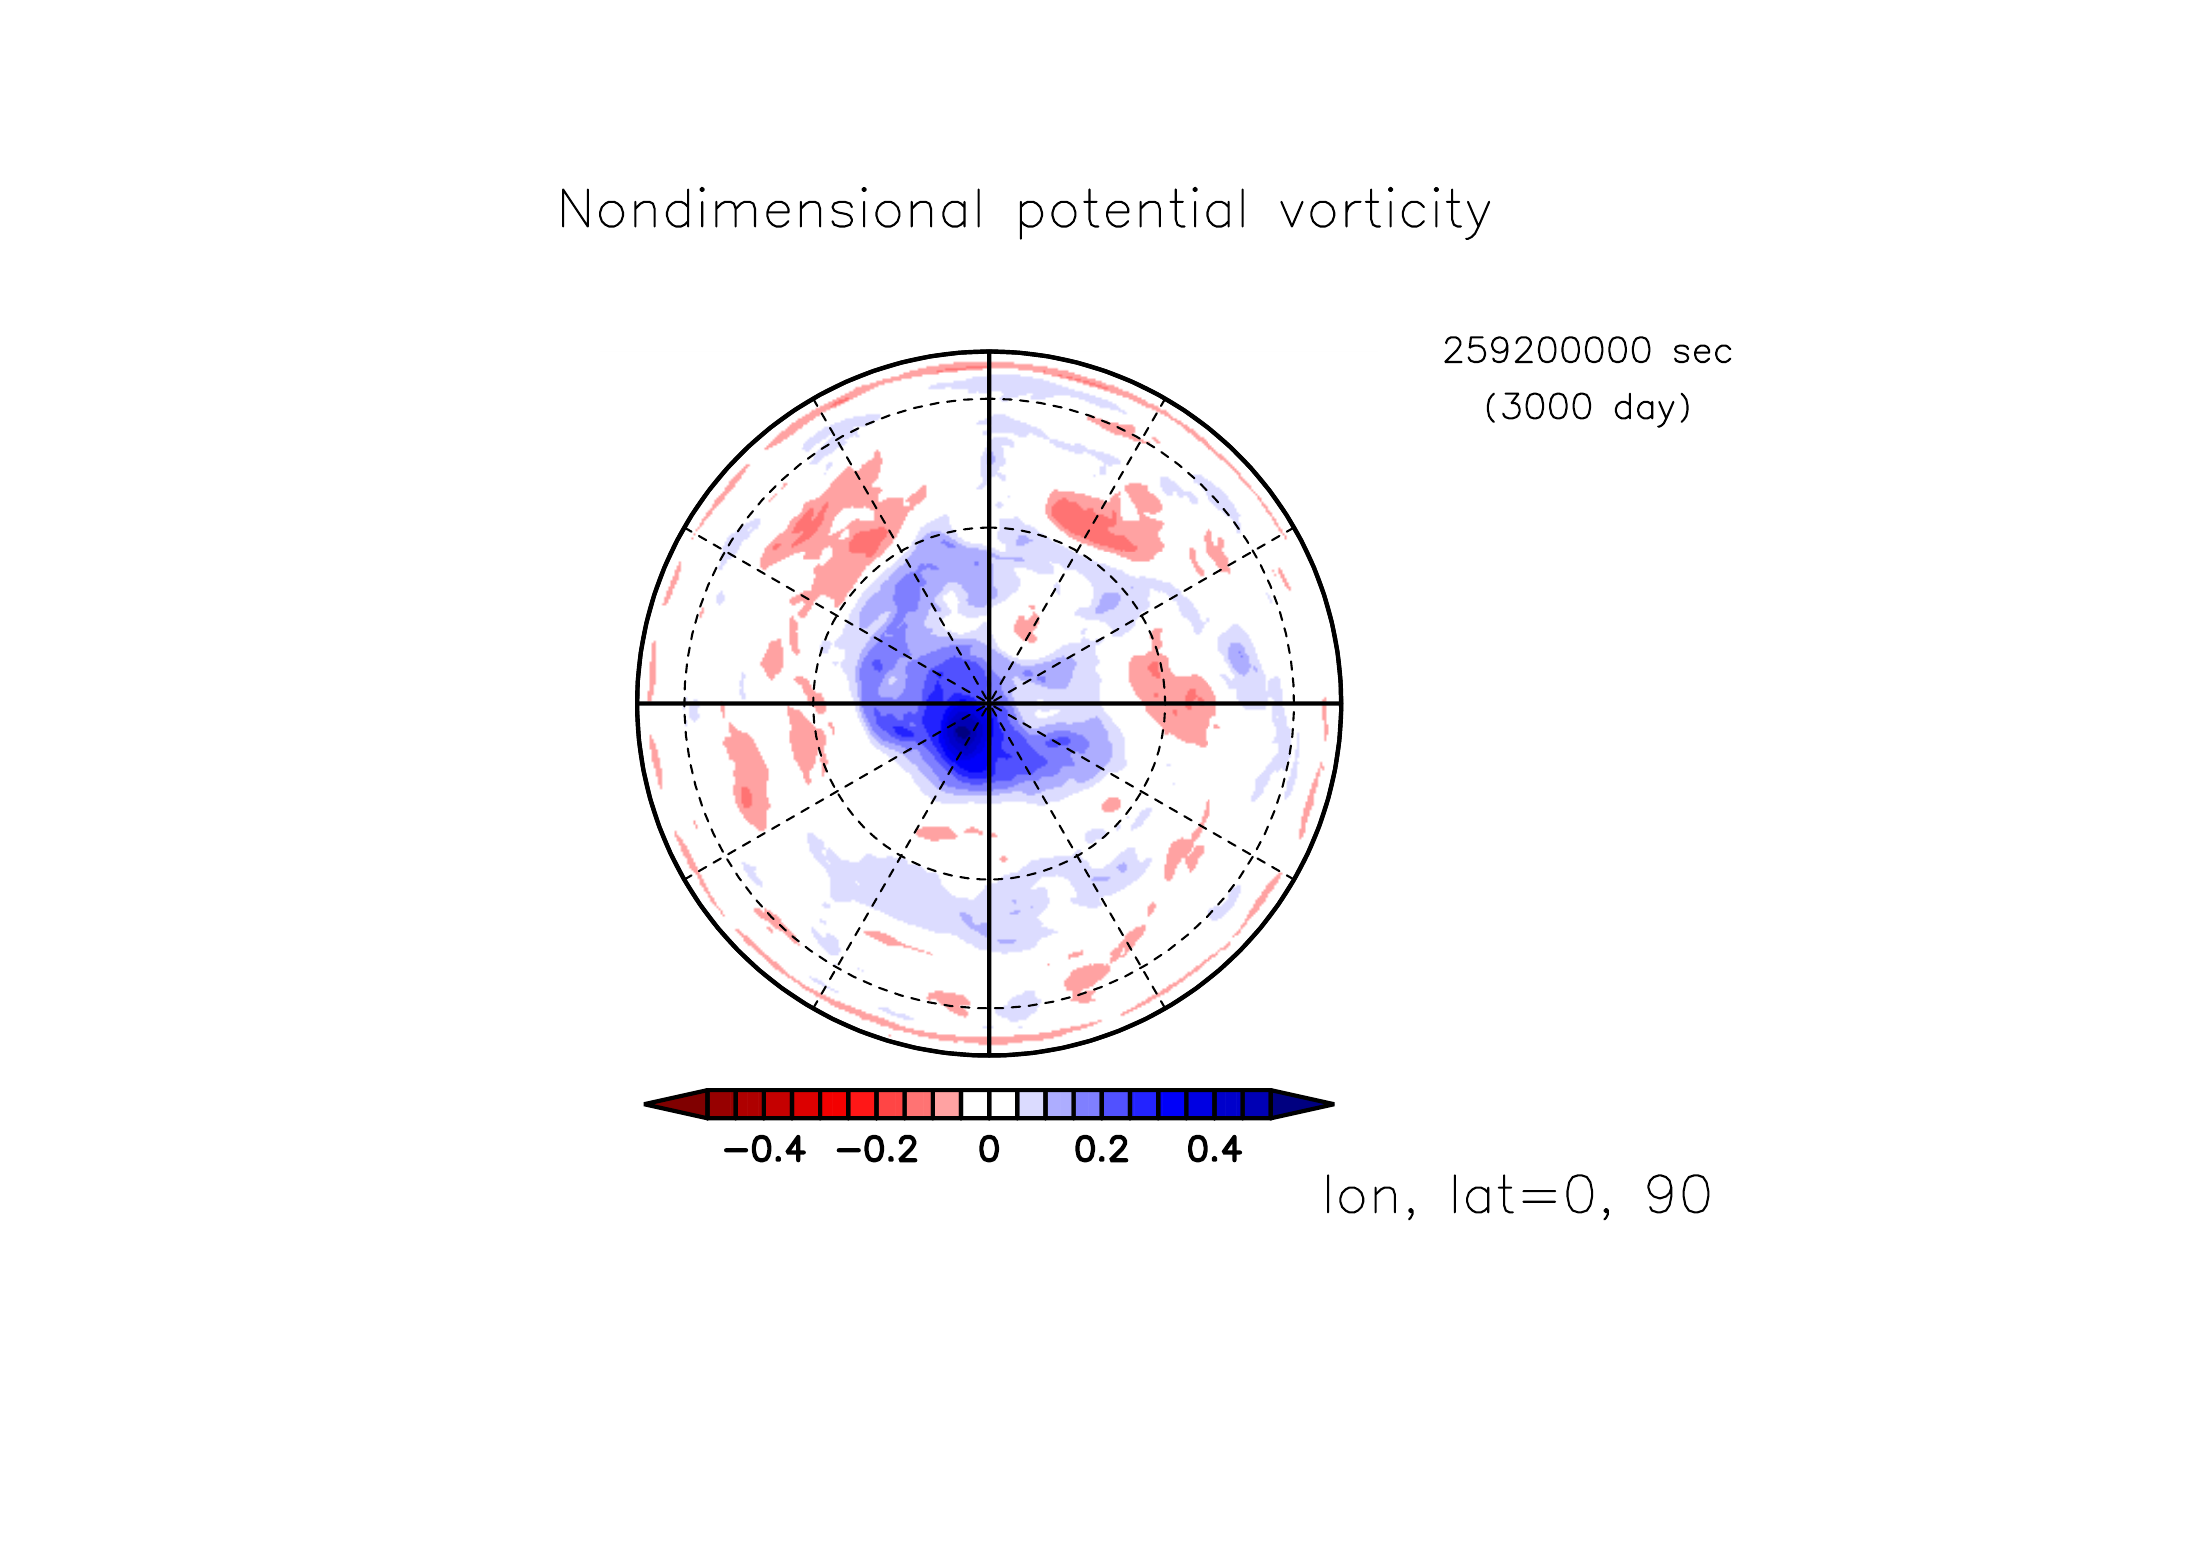 Nondimensional potential vorticity
259200000 sec
(3000 day)
−0.4 −0.2 0 0.2 0.4
lon, lat=0, 90